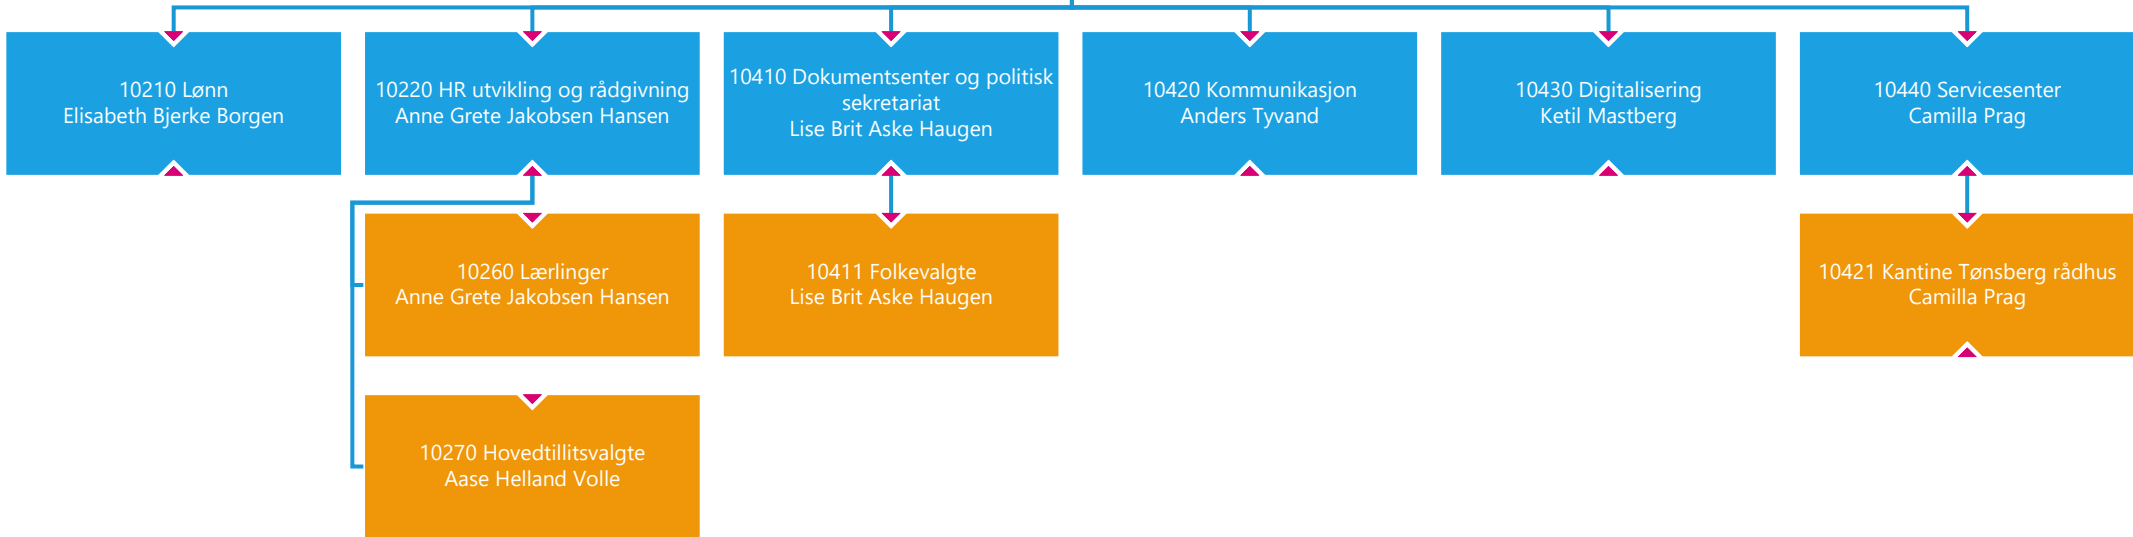 10210 Lønn
Elisabeth Bjerke Borgen
10220 HR utvikling og rådgivning
Anne Grete Jakobsen Hansen
10410 Dokumentsenter og politisk
sekretariat
Lise Brit Aske Haugen
10420 Kommunikasjon
Anders Tyvand
10430 Digitalisering
Ketil Mastberg
10440 Servicesenter
Camilla Prag
10260 Lærlinger
Anne Grete Jakobsen Hansen
10411 Folkevalgte
Lise Brit Aske Haugen
10421 Kantine Tønsberg rådhus
Camilla Prag
10270 Hovedtillitsvalgte
Aase Helland Volle